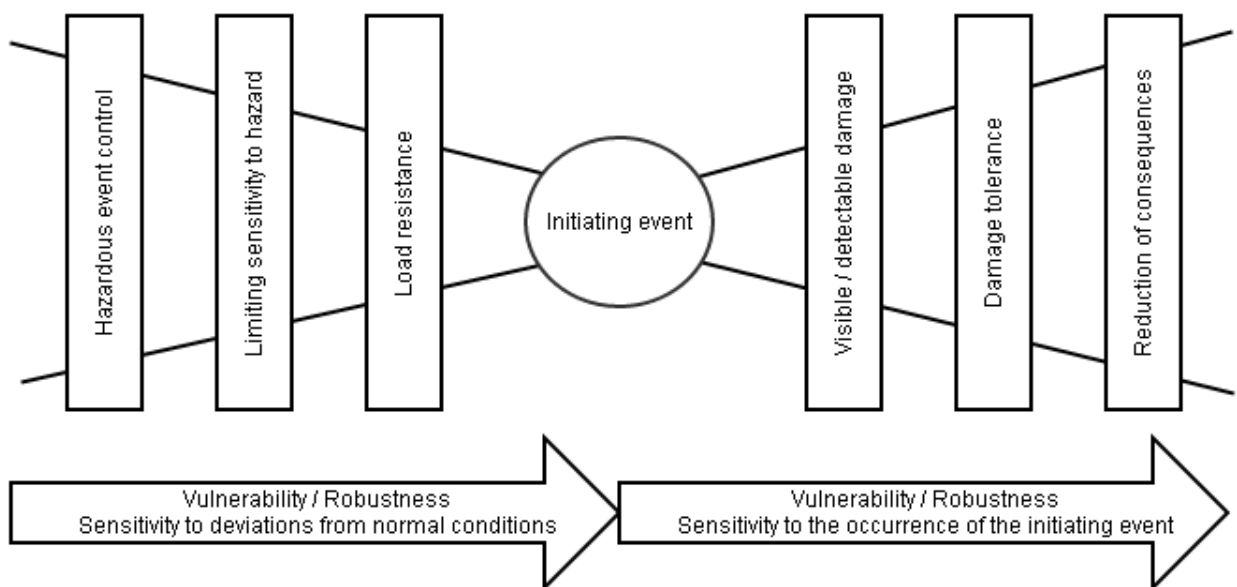 Hazardous event control
Limiting sensitivity to hazard
Load resistance
Initiating event
Visible / detectable damage
Damage tolerance
Reduction of consequences
Vulnerability / Robustness
Sensitivity to deviations from normal conditions
Vulnerability / Robustness
Sensitivity to the occurrence of the initiating event